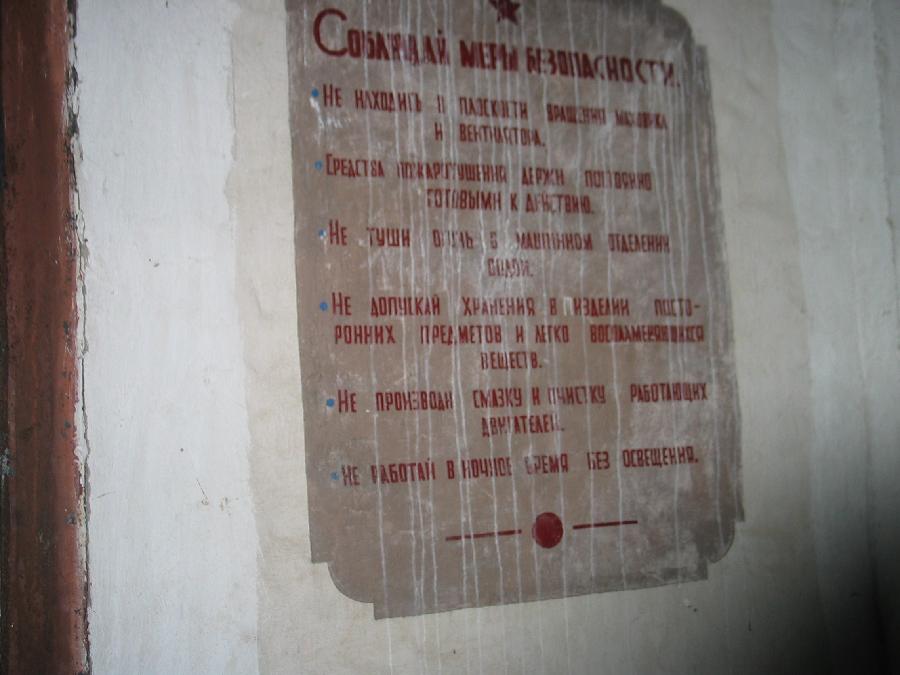 Соблюдай меры безопасности.
Не находись в плоскости вращения маховика
и вентилятора.
Средства пожаротушения держи постоянно
готовыми к действию.
Не туши огонь в машинном отделении
водой.
Не допускай хранения в изделии посто-
ронних предметов и легко воспламеняющихся
веществ.
Не производи смазку и очистку работающих
двигателей.
Не работай в ночное время без освещения.